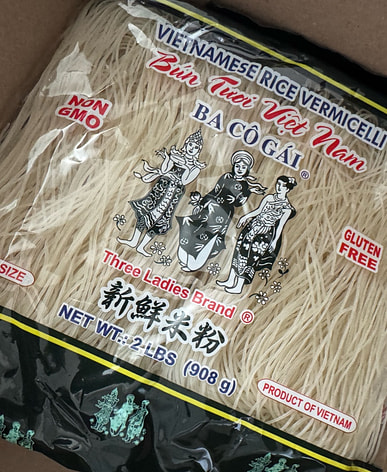 VIETNAMESE RICE VERMICELLI
Bún Tươi Việt Nam
BA CÔ GÁI ®
NON
GMO
GLUTEN
FREE
Three Ladies Brand ®
SIZE
新鮮米粉
NET WT: 2 LBS (908 g)
PRODUCT OF VIETNAM